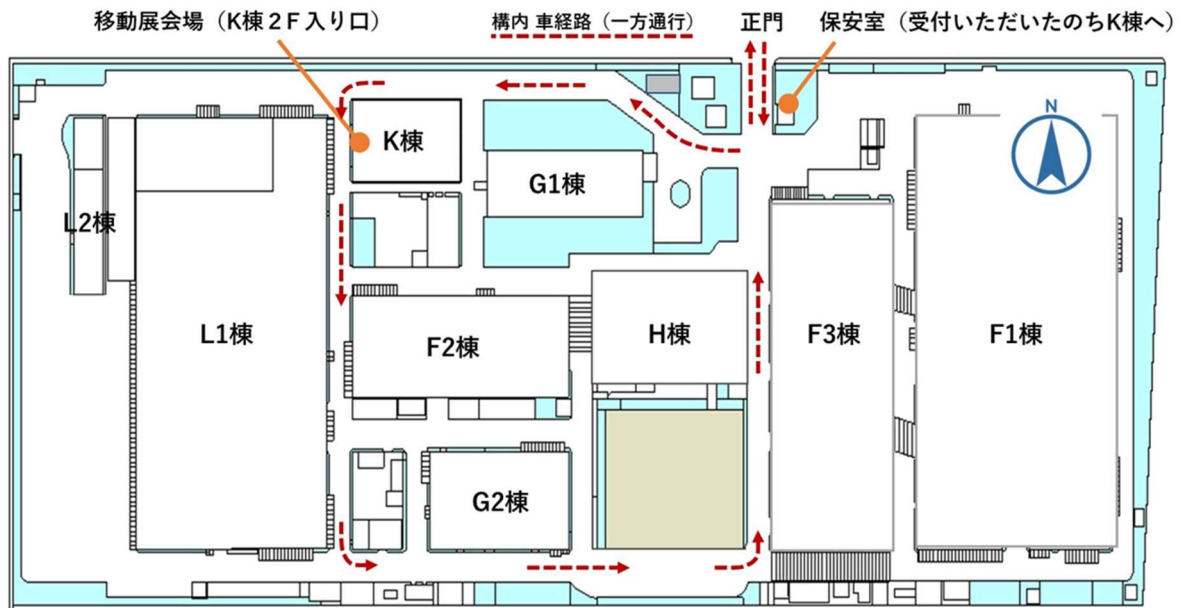 移動展会場（K棟２F入り口）
構内 車経路（一方通行）
正門
保安室（受付いただいたのちK棟へ）
N
K棟
G1棟
L2棟
L1棟
F2棟
H棟
F3棟
F1棟
G2棟